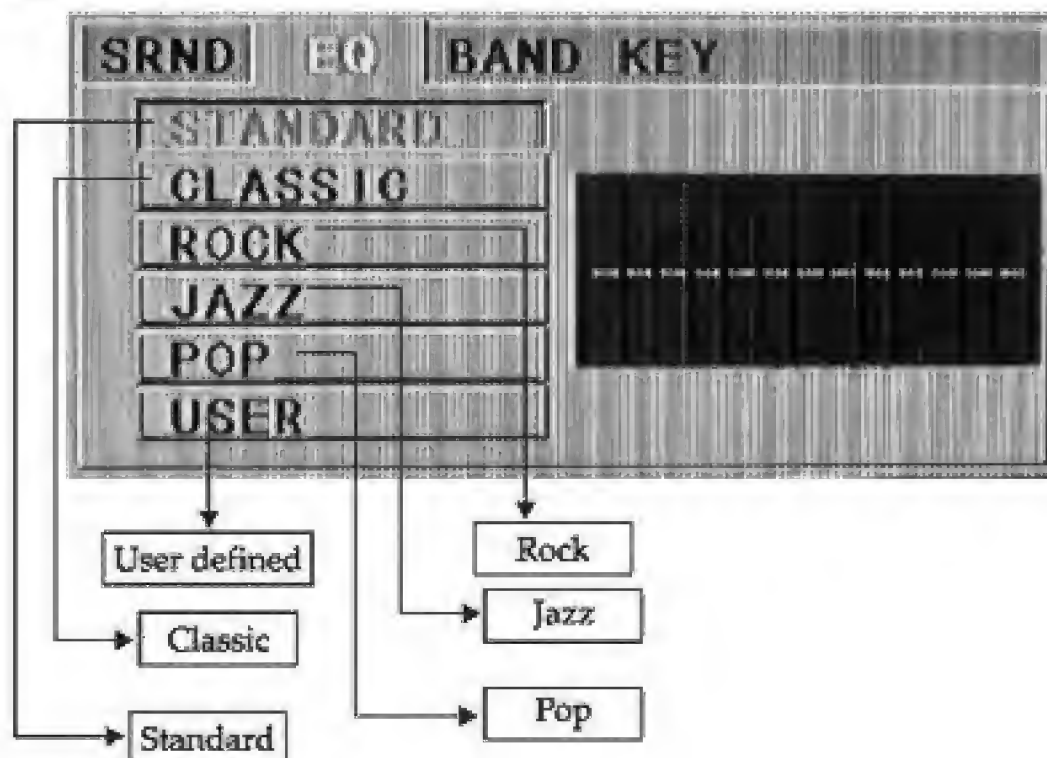 SRND EQ BAND KEY
STANDARD
CLASSIC
ROCK
JAZZ
POP
USER
User defined
Rock
Jazz
Classic
Pop
Standard